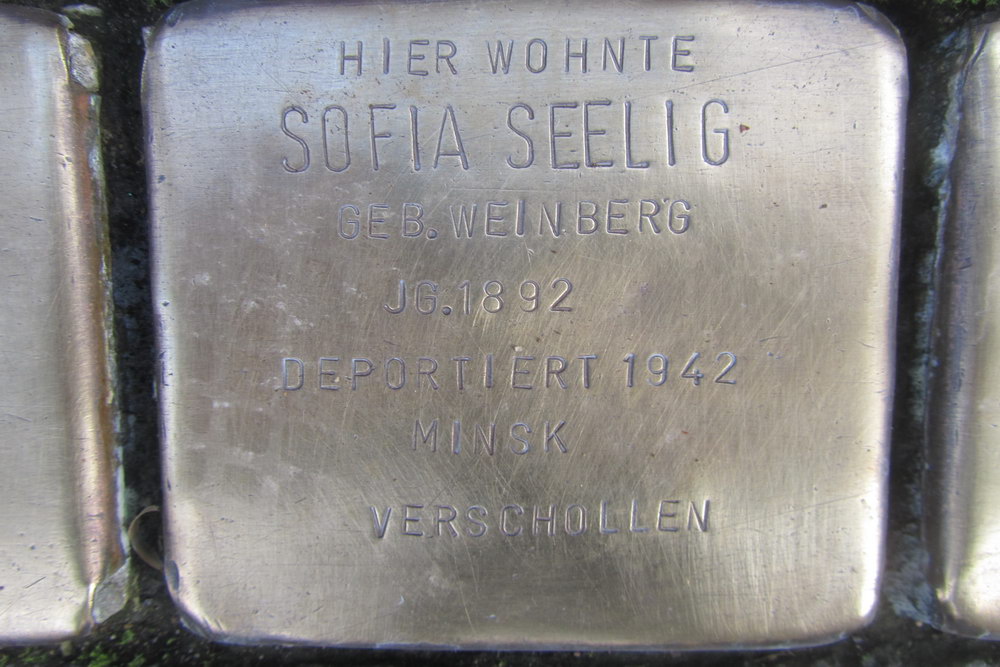 HIER WOHNTE
SOFIA SEELIG
GEB. WEINBERG
JG. 1892
DEPORTIERT 1942
MINSK
VERSCHOLLEN